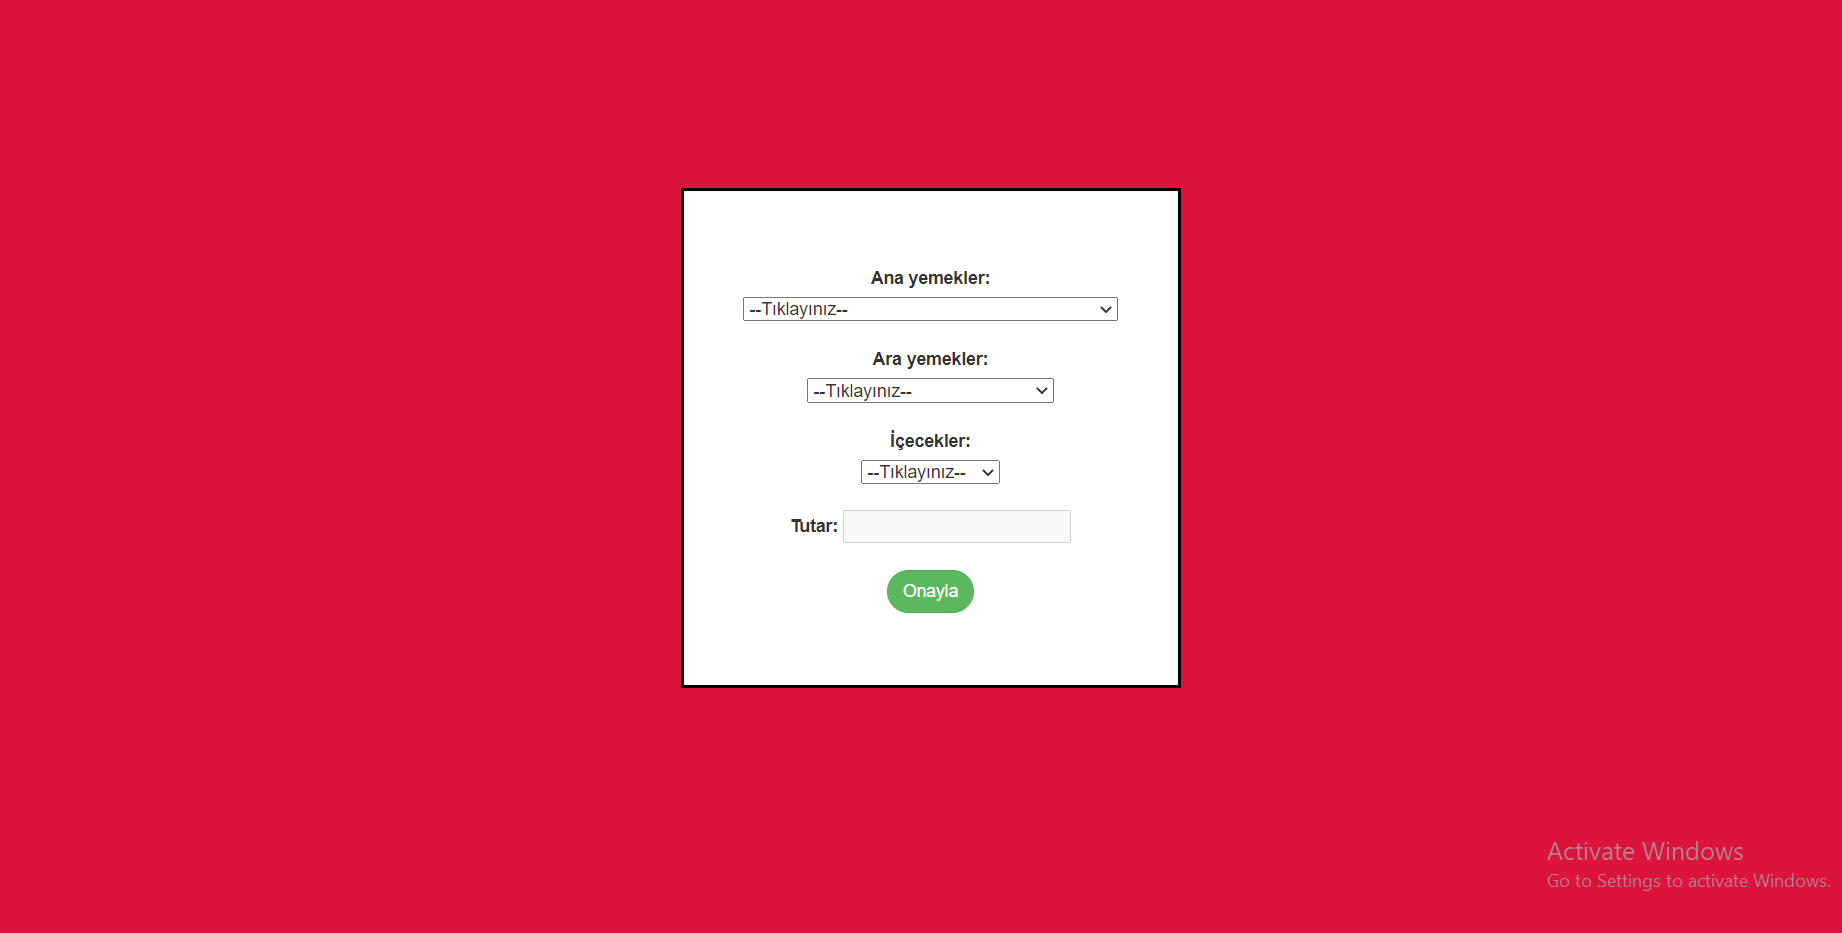 Ana yemekler:
--Tıklayınız--
Ara yemekler:
--Tıklayınız--
İçecekler:
--Tıklayınız--
Tutar:
Onayla
Activate Windows
Go to Settings to activate Windows.